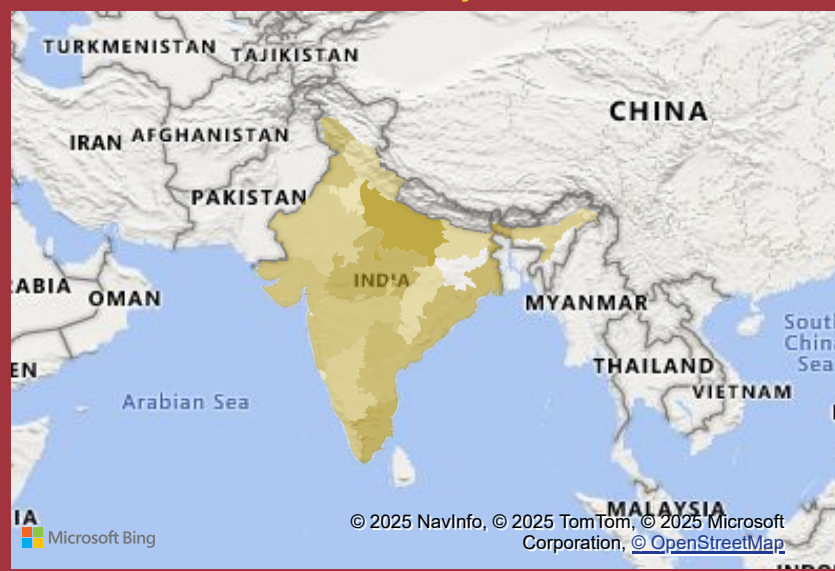 TURKMENISTAN
TAJIKISTAN
CHINA
IRAN
AFGHANISTAN
PAKISTAN
ABIA
OMAN
INDIA
MYANMAR
South
China
Sea
EN
THAILAND
VIETNAM
Arabian Sea
IA
MALAYSIA
Microsoft Bing
© 2025 NavInfo, © 2025 TomTom, © 2025 Microsoft
Corporation, © OpenStreetMap